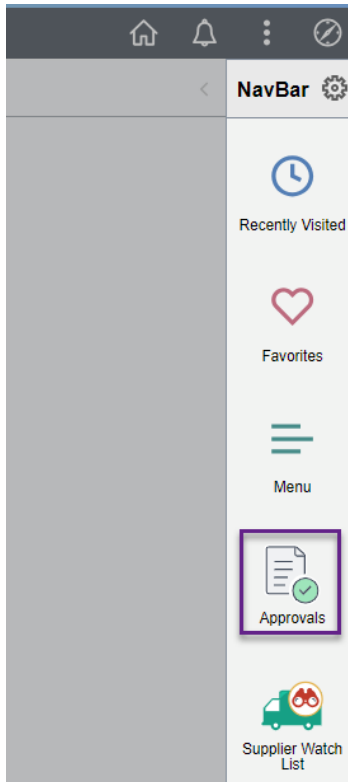 NavBar
Recently Visited
Favorites
Menu
Approvals
Supplier Watch
List